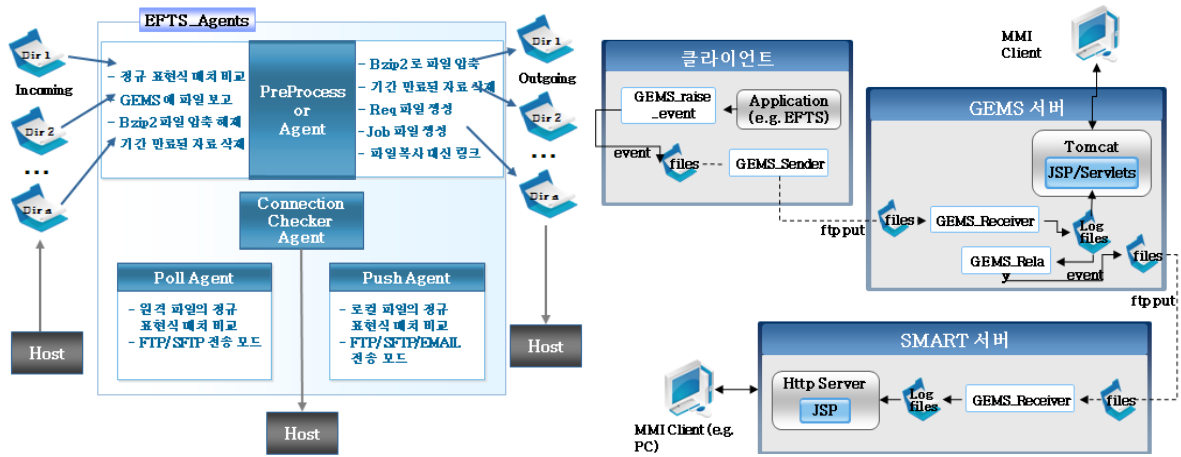 EFTS_Agents
Dir 1
Incoming
Dir 2
...
Dir n
Host
- 정규 표현식 매치 비교
GEMS에 파일 보고
- Bzip2파일 압축 해제
- 기간 만료된 자료 삭제
PreProcess
or
Agent
- Bzip2로 파일 압축
- 기간 만료된 자료 삭제
- Req 파일 생성
- Job 파일 생성
- 파일복사 대신 링크
Dir 1
Outgoing
Dir 2
...
Dir n
Host
Connection
Checker
Agent
Poll Agent
- 원격 파일의 정규
표현식 매치 비교
- FTP/SFTP 전송 모드
Push Agent
- 로컬 파일의 정규
표현식 매치 비교
- FTP/SFTP/EMAIL
전송 모드
Host
클라이언트
GEMS_raise
_event
Application
(e.g. EFTS)
event
files
GEMS_Sender
ftp put
MMI
Client
GEMS 서버
Tomcat
JSP/Servlets
files
GEMS_Receiver
Log
files
GEMS_Rela
y
event
files
ftp put
SMART 서버
Http Server
JSP
Log
files
GEMS_Receiver
files
MMI Client (e.g.
PC)